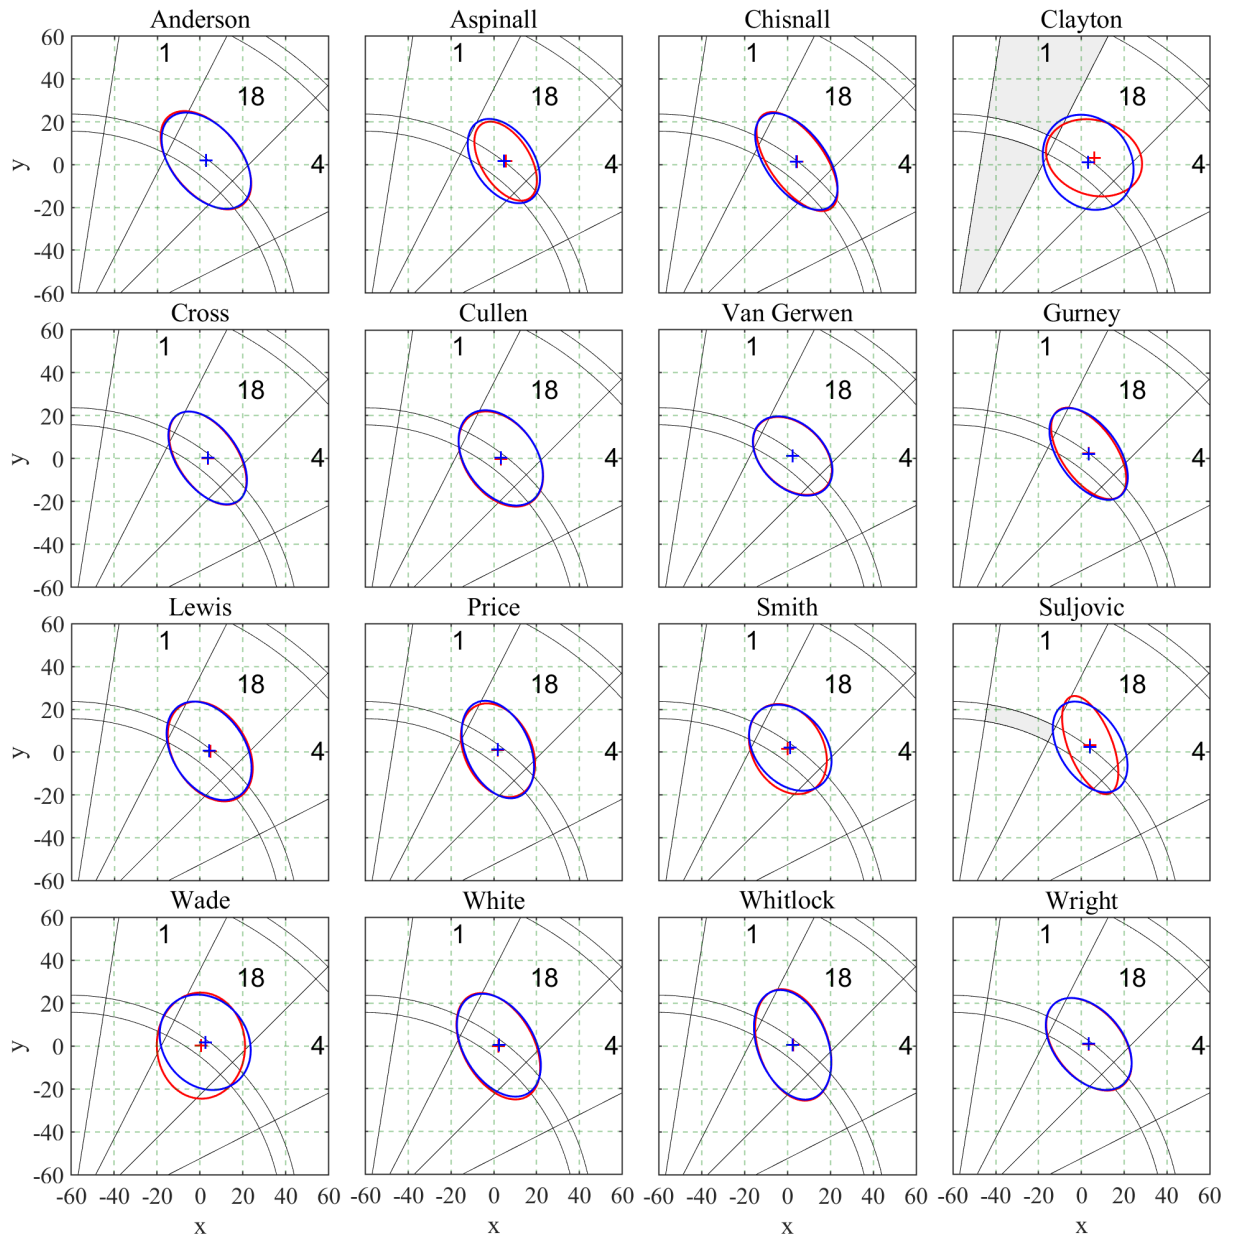 Anderson Aspinall Chisnall Clayton
60 1 1 1 1
40
18 18 18 18
20
y 0 4 4 4 4
-20
-40
-60
Cross Cullen Van Gerwen Gurney
60 1 1 1 1
40
18 18 18 18
20
y 0 4 4 4 4
-20
-40
-60
Lewis Price Smith Suljovic
60 1 1 1 1
40
18 18 18 18
20
y 0 4 4 4 4
-20
-40
-60
Wade White Whitlock Wright
60 1 1 1 1
40
18 18 18 18
20
y 0 4 4 4 4
-20
-40
-60
-60 -40 -20 0 20 40 60 -60 -40 -20 0 20 40 60 -60 -40 -20 0 20 40 60 -60 -40 -20 0 20 40 60
x x x x